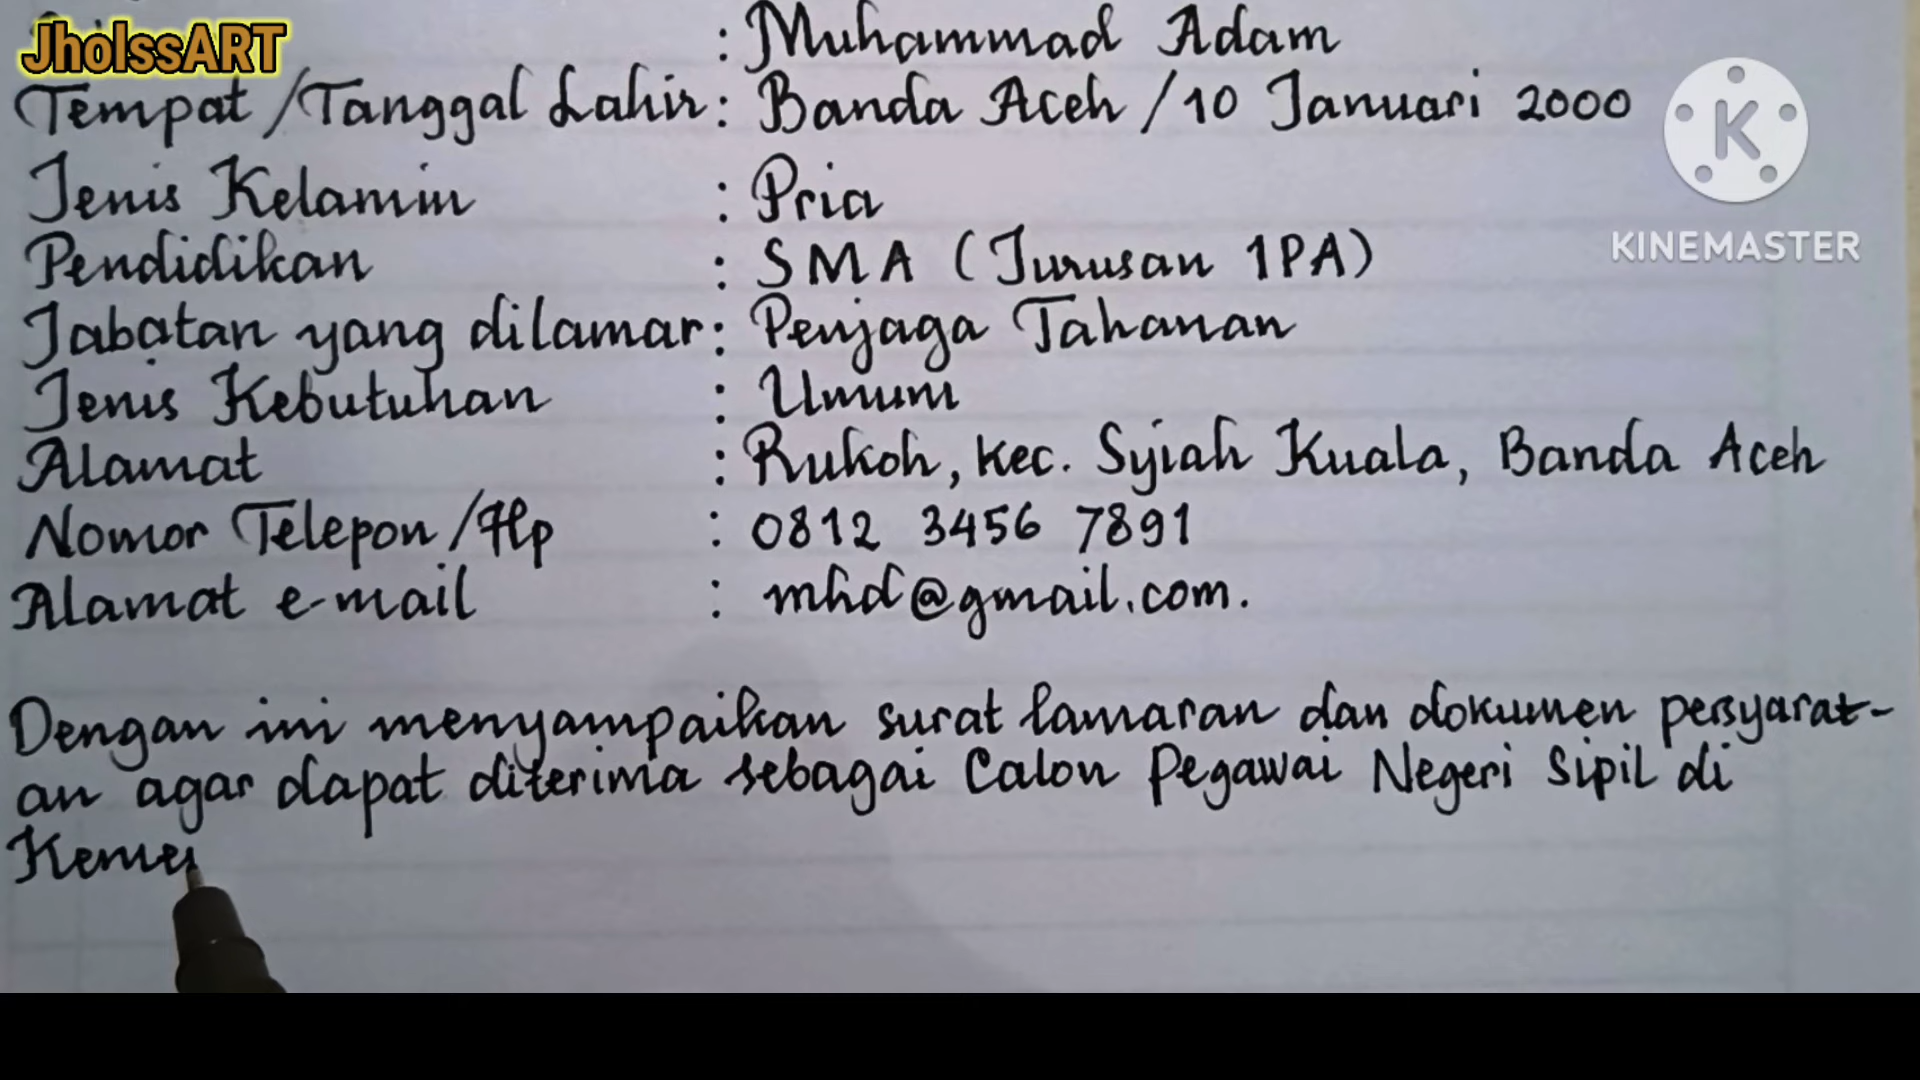 JholssART
: Muhammad Adam
Tempat/Tanggal Lahir : Banda Aceh/10 Januari 2000
Jenis Kelamin : Pria
Pendidikan : SMA (Jurusan IPA)
Jabatan yang dilamar : Penjaga Tahanan
Jenis Kebutuhan : Umum
Alamat : Rukoh, Kec. Syiah Kuala, Banda Aceh
Nomor Telepon/Hp : 0812 3456 7891
Alamat e-mail : mhd@gmail.com.
KINEMASTER
Dengan ini menyampaikan surat lamaran dan dokumen persyarat-
an agar dapat diterima sebagai Calon Pegawai Negeri Sipil di